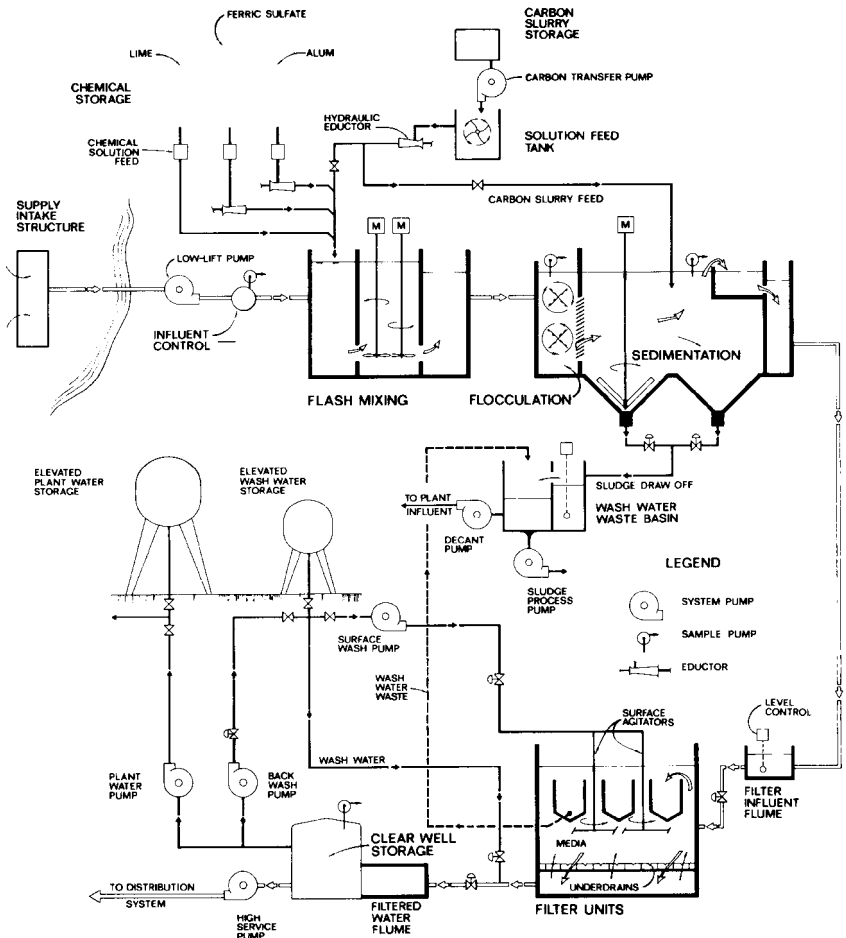 FERRIC SULFATE
LIME
ALUM
CHEMICAL
STORAGE
CARBON
SLURRY
STORAGE
CARBON TRANSFER PUMP
HYDRAULIC
EDUCTOR
SOLUTION FEED
TANK
CHEMICAL
SOLUTION
FEED
CARBON SLURRY FEED
SUPPLY
INTAKE
STRUCTURE
LOW-LIFT PUMP
INFLUENT
CONTROL
M
M
M
FLASH MIXING
FLOCCULATION
SEDIMENTATION
ELEVATED
PLANT WATER
STORAGE
ELEVATED
WASH WATER
STORAGE
TO PLANT
INFLUENT
DECANT
PUMP
SLUDGE DRAW OFF
WASH WATER
WASTE BASIN
SLUDGE
PROCESS
PUMP
LEGEND
SYSTEM PUMP
SAMPLE PUMP
EDUCTOR
SURFACE
WASH PUMP
WASH
WATER
WASTE
SURFACE
AGITATORS
LEVEL
CONTROL
PLANT
WATER
PUMP
BACK
WASH
PUMP
WASH WATER
FILTER
INFLUENT
FLUME
CLEAR WELL
STORAGE
MEDIA
UNDERDRAINS
TO DISTRIBUTION
SYSTEM
HIGH
SERVICE
PUMP
FILTERED
WATER
FLUME
FILTER UNITS